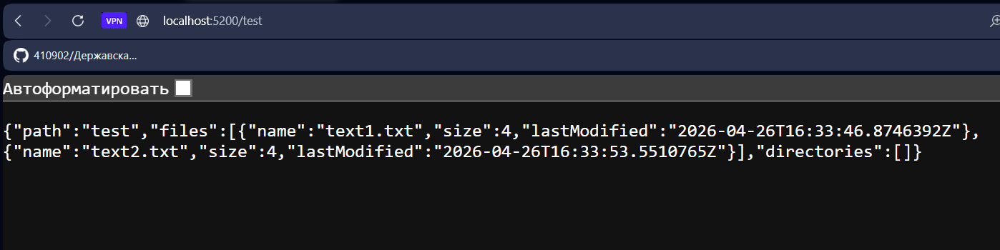 VPN localhost:5200/test
410902/Державска...
Автоформатировать
{"path":"test","files":[{"name":"text1.txt","size":4,"lastModified":"2026-04-26T16:33:46.8746392Z"},
{"name":"text2.txt","size":4,"lastModified":"2026-04-26T16:33:53.5510765Z"}],"directories":[]}